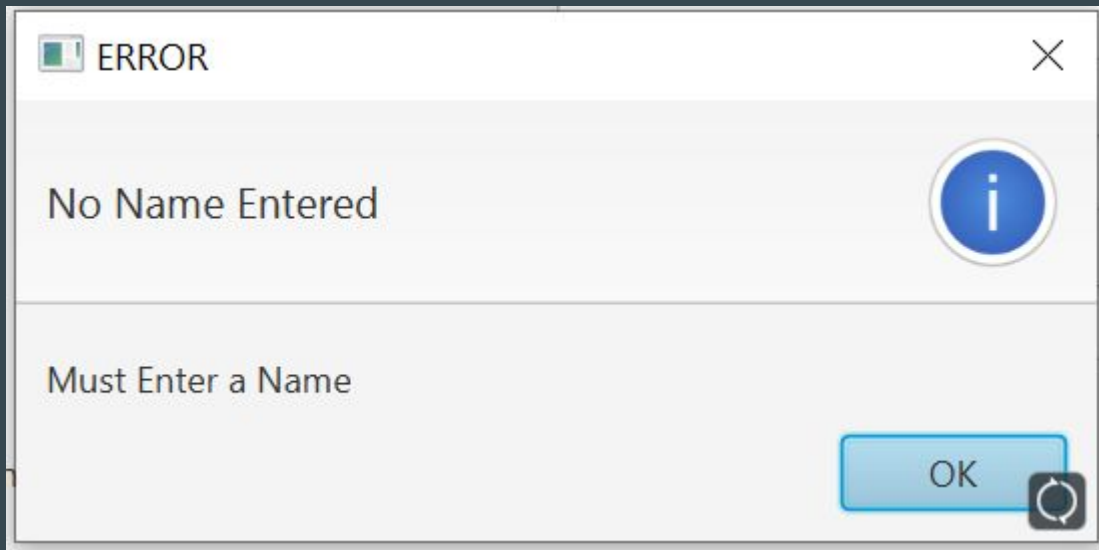 ERROR
No Name Entered
i
Must Enter a Name
OK